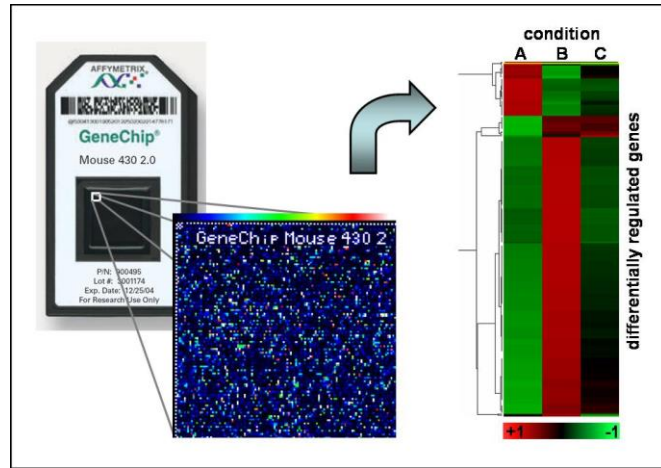 AFFYMETRIX
GeneChip®
Mouse 430 2.0
P/N: 900495
Lot #: 3001174
Exp. Date: 12/25/04
For Research Use Only
GeneChip Mouse 430 2
condition
A B C
differentially regulated genes
+1 -1